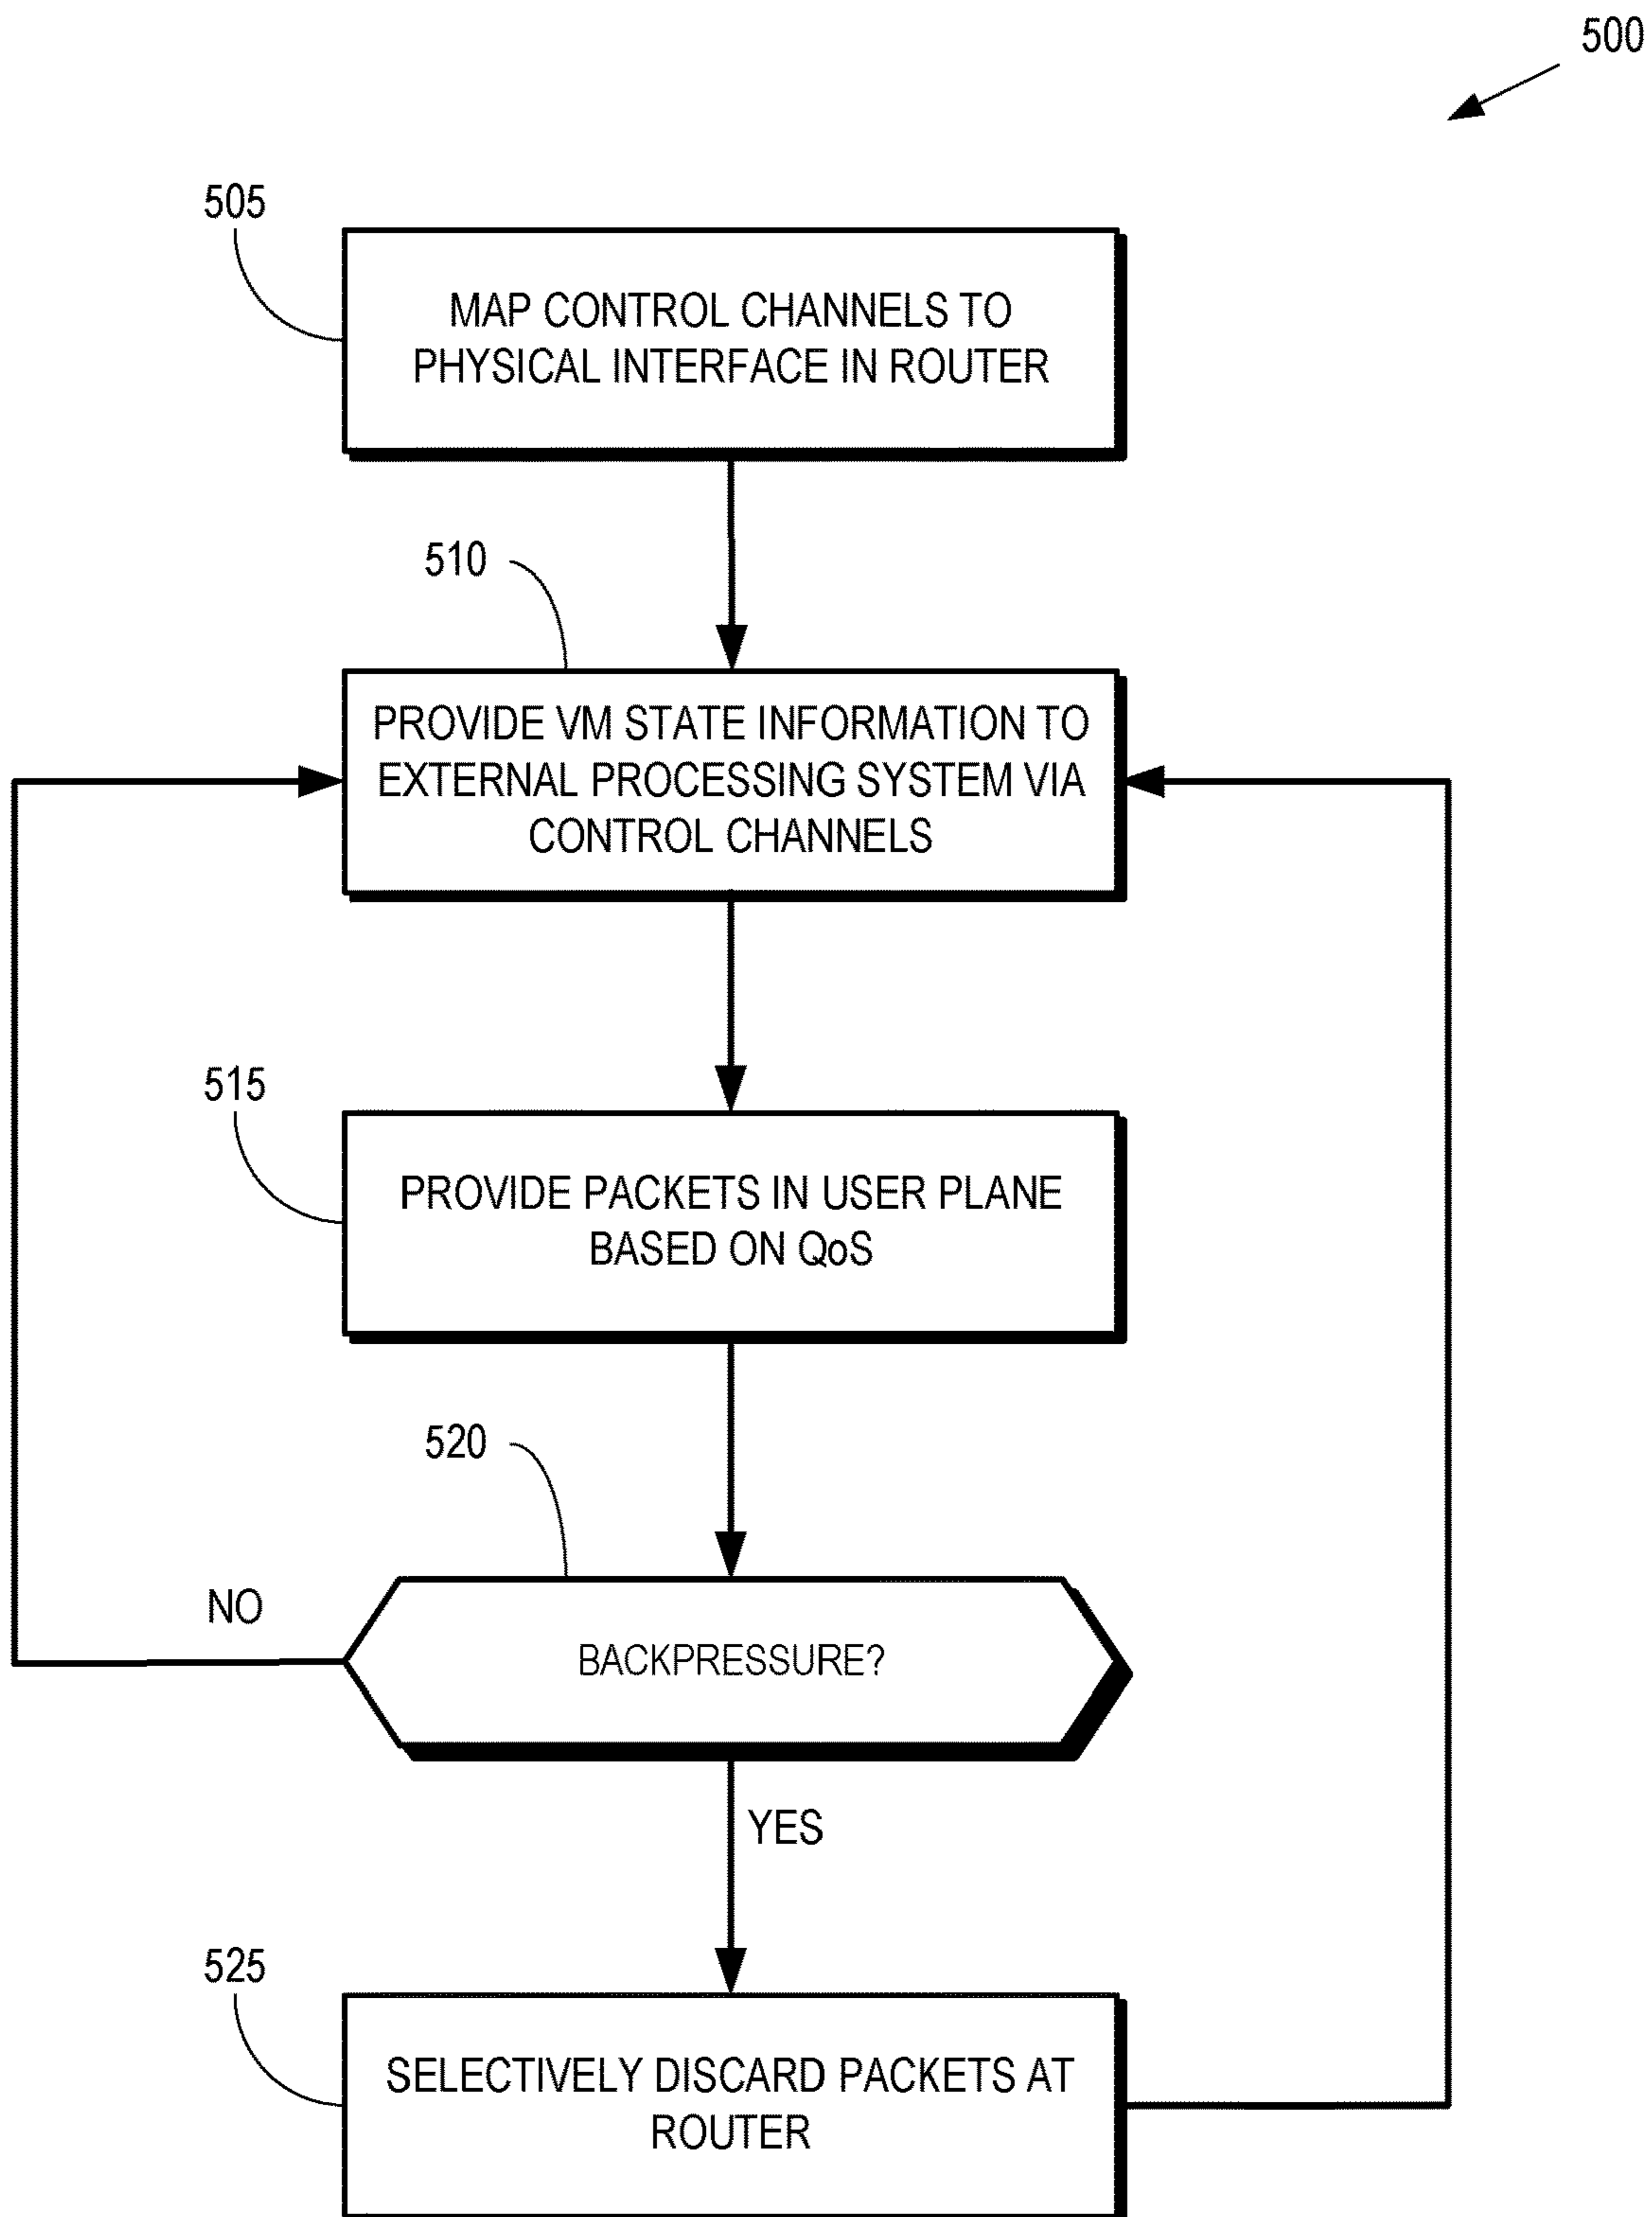 500
505
MAP CONTROL CHANNELS TO
PHYSICAL INTERFACE IN ROUTER
510
PROVIDE VM STATE INFORMATION TO
EXTERNAL PROCESSING SYSTEM VIA
CONTROL CHANNELS
515
PROVIDE PACKETS IN USER PLANE
BASED ON QoS
520
NO
BACKPRESSURE?
YES
525
SELECTIVELY DISCARD PACKETS AT
ROUTER